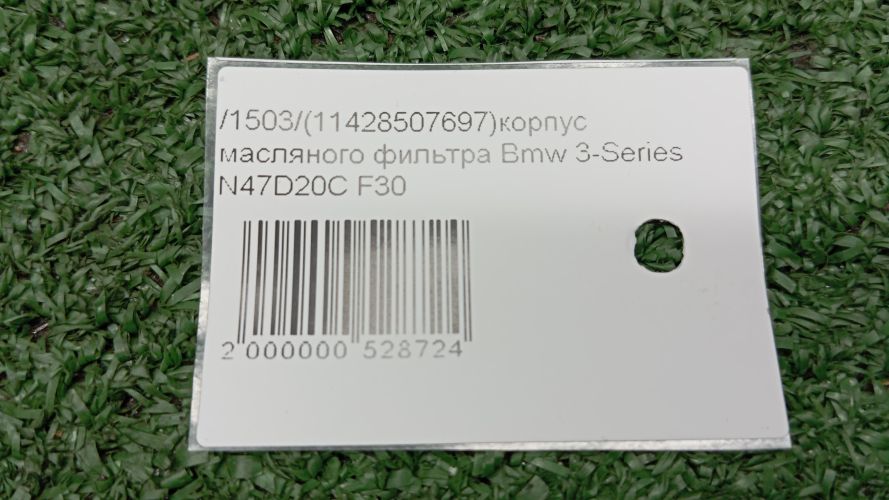 /1503/(11428507697)корпус
масляного фильтра Bmw 3-Series
N47D20C F30
2 000000 528724